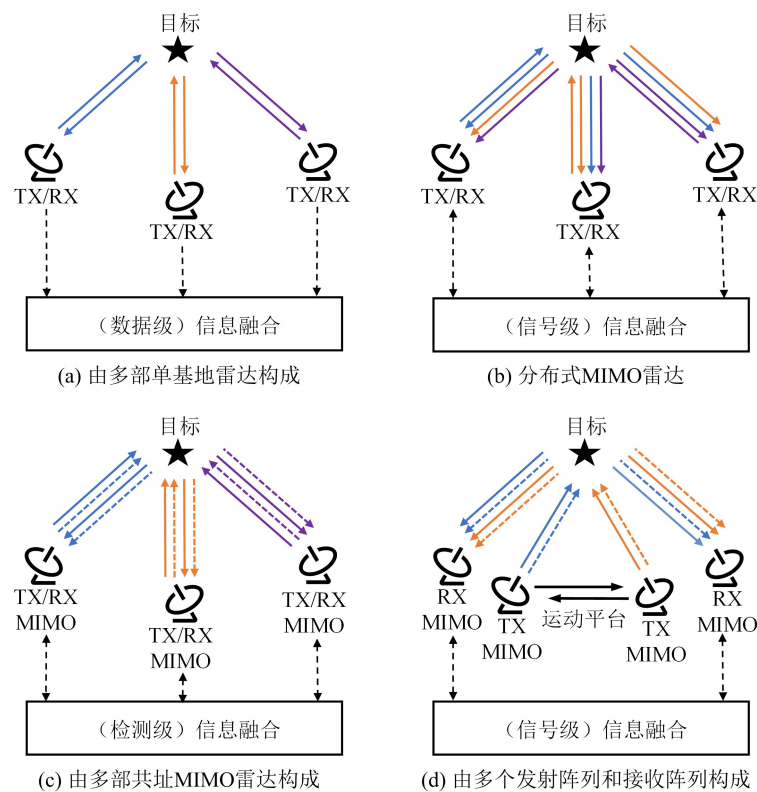 目标
TX/RX
TX/RX
TX/RX
（数据级）信息融合
(a) 由多部单基地雷达构成
目标
TX/RX
TX/RX
TX/RX
（信号级）信息融合
(b) 分布式MIMO雷达
目标
TX/RX
MIMO
TX/RX
MIMO
TX/RX
MIMO
（检测级）信息融合
(c) 由多部共址MIMO雷达构成
目标
RX
MIMO
TX
MIMO
运动平台
TX
MIMO
RX
MIMO
（信号级）信息融合
(d) 由多个发射阵列和接收阵列构成